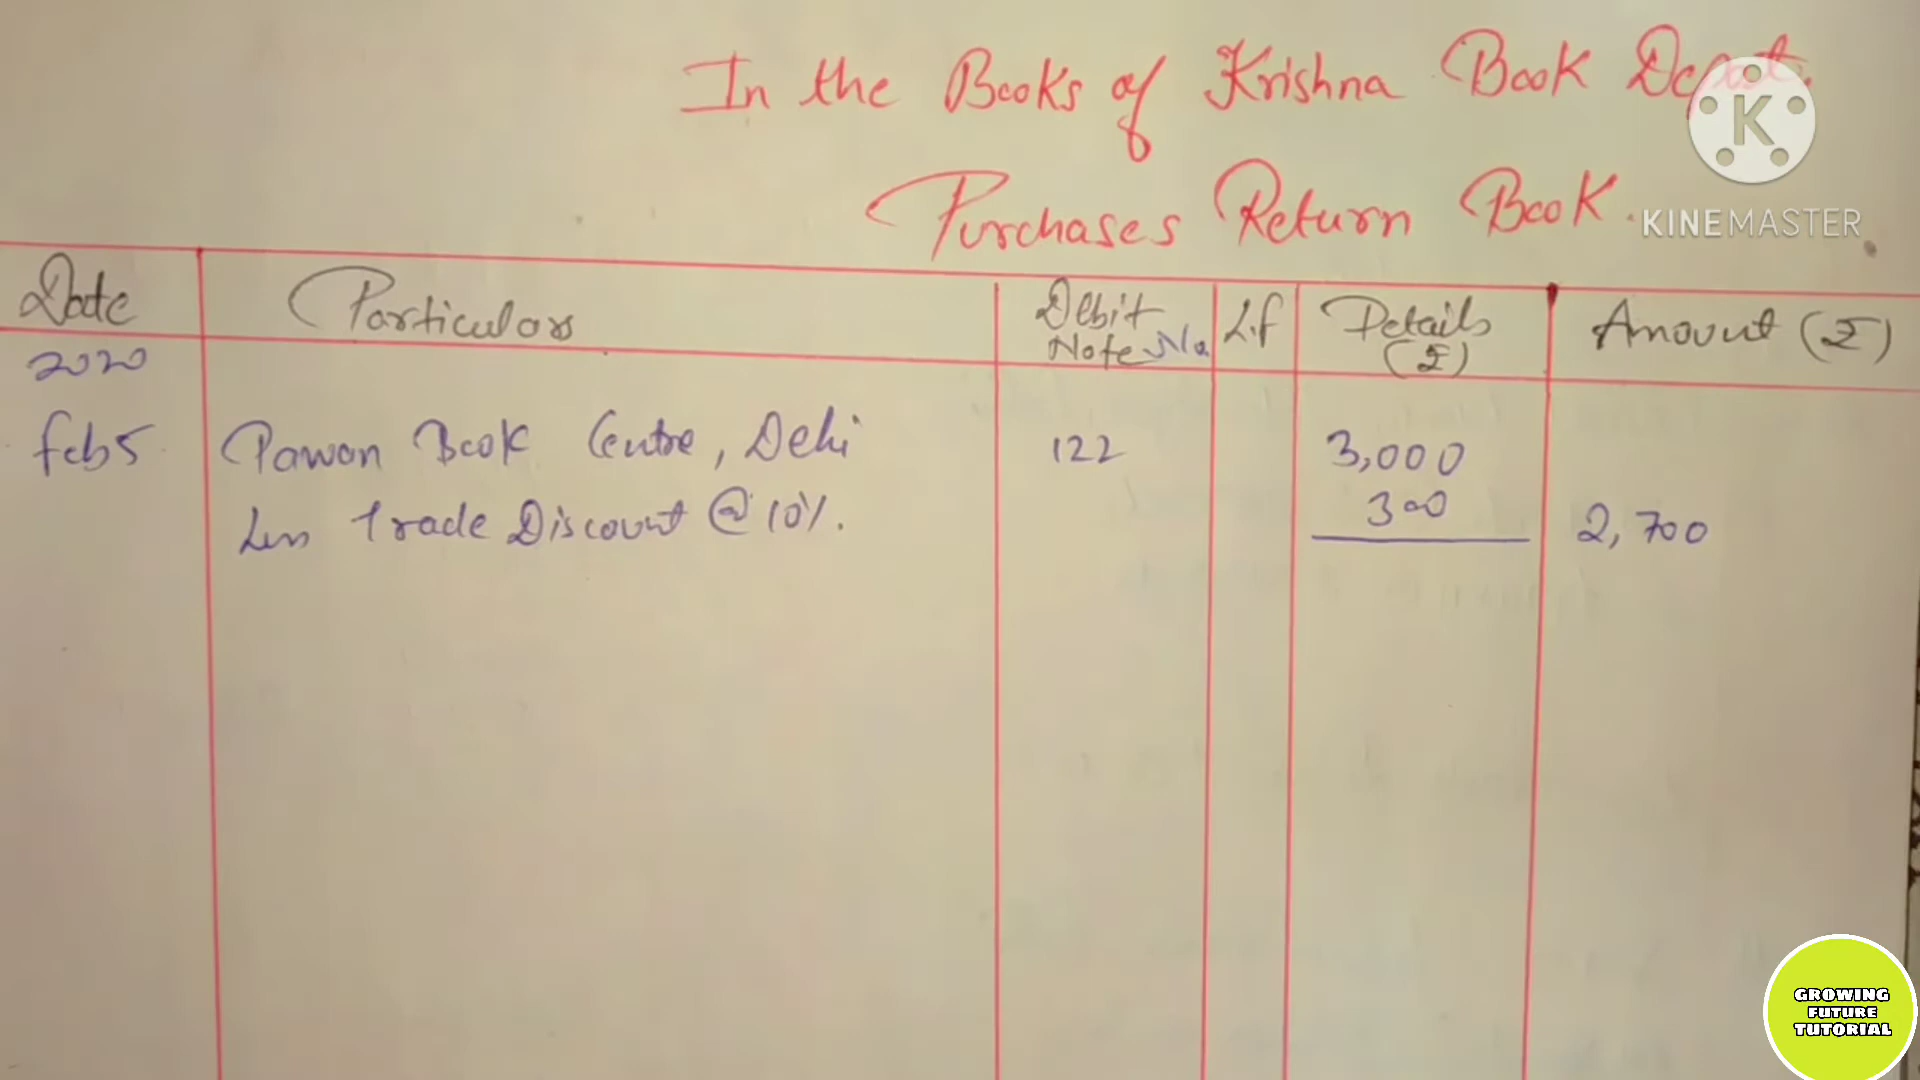 In the Books of Krishna Book Depot.
Purchases Return Book.
KINEMASTER
Date Particulars Debit Note No. L.f Details (₹) Amount (₹)
2020
Feb 5 Pawan Book Centre, Delhi 122 3,000
Less Trade Discount @ 10%. 300 2,700
GROWING
FUTURE
TUTORIAL